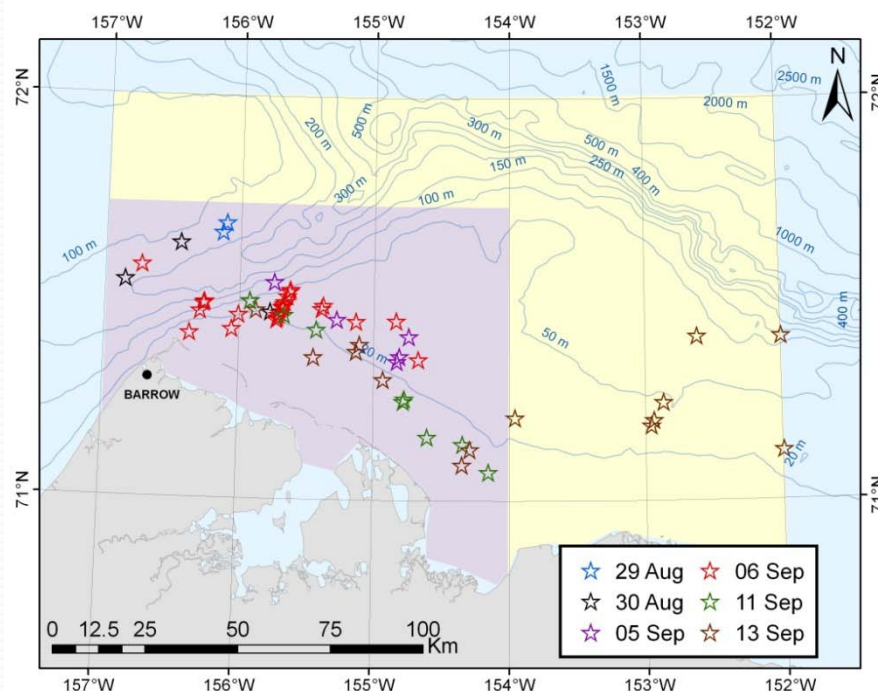 157°W 156°W 155°W 154°W 153°W 152°W
N
72°N
72°N
1500 m
2500 m
2000 m
200 m
500 m
300 m
500 m
400 m
250 m
150 m
300 m
100 m
1000 m
100 m
400 m
50 m
20 m
BARROW
20 m
71°N
71°N
29 Aug 06 Sep
30 Aug 11 Sep
05 Sep 13 Sep
0 12.5 25 50 75 100
Km
157°W 156°W 155°W 154°W 153°W 152°W